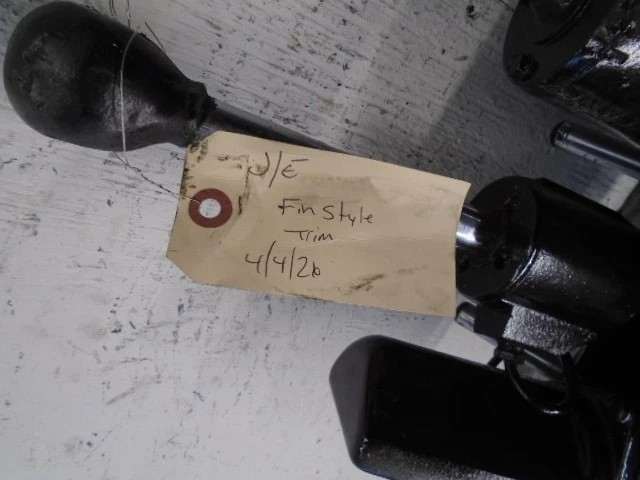 J/E
Fin Style
Trim
4/4/26